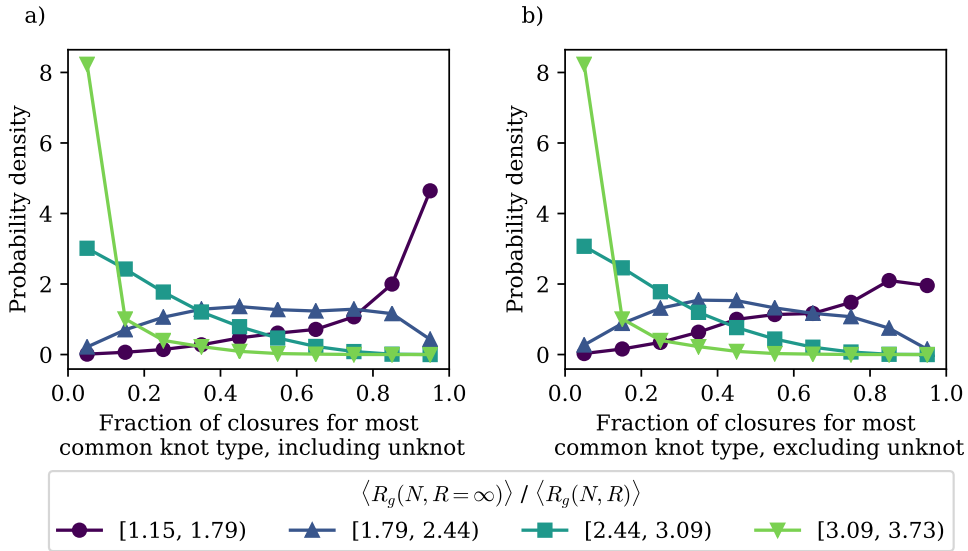 a)
b)
Probability density
8
6
4
2
0
0.0 0.2 0.4 0.6 0.8 1.0
Fraction of closures for most
common knot type, including unknot
Probability density
8
6
4
2
0
0.0 0.2 0.4 0.6 0.8 1.0
Fraction of closures for most
common knot type, excluding unknot
⟨R_g(N, R = ∞)⟩ / ⟨R_g(N, R)⟩
[1.15, 1.79) [1.79, 2.44) [2.44, 3.09) [3.09, 3.73)